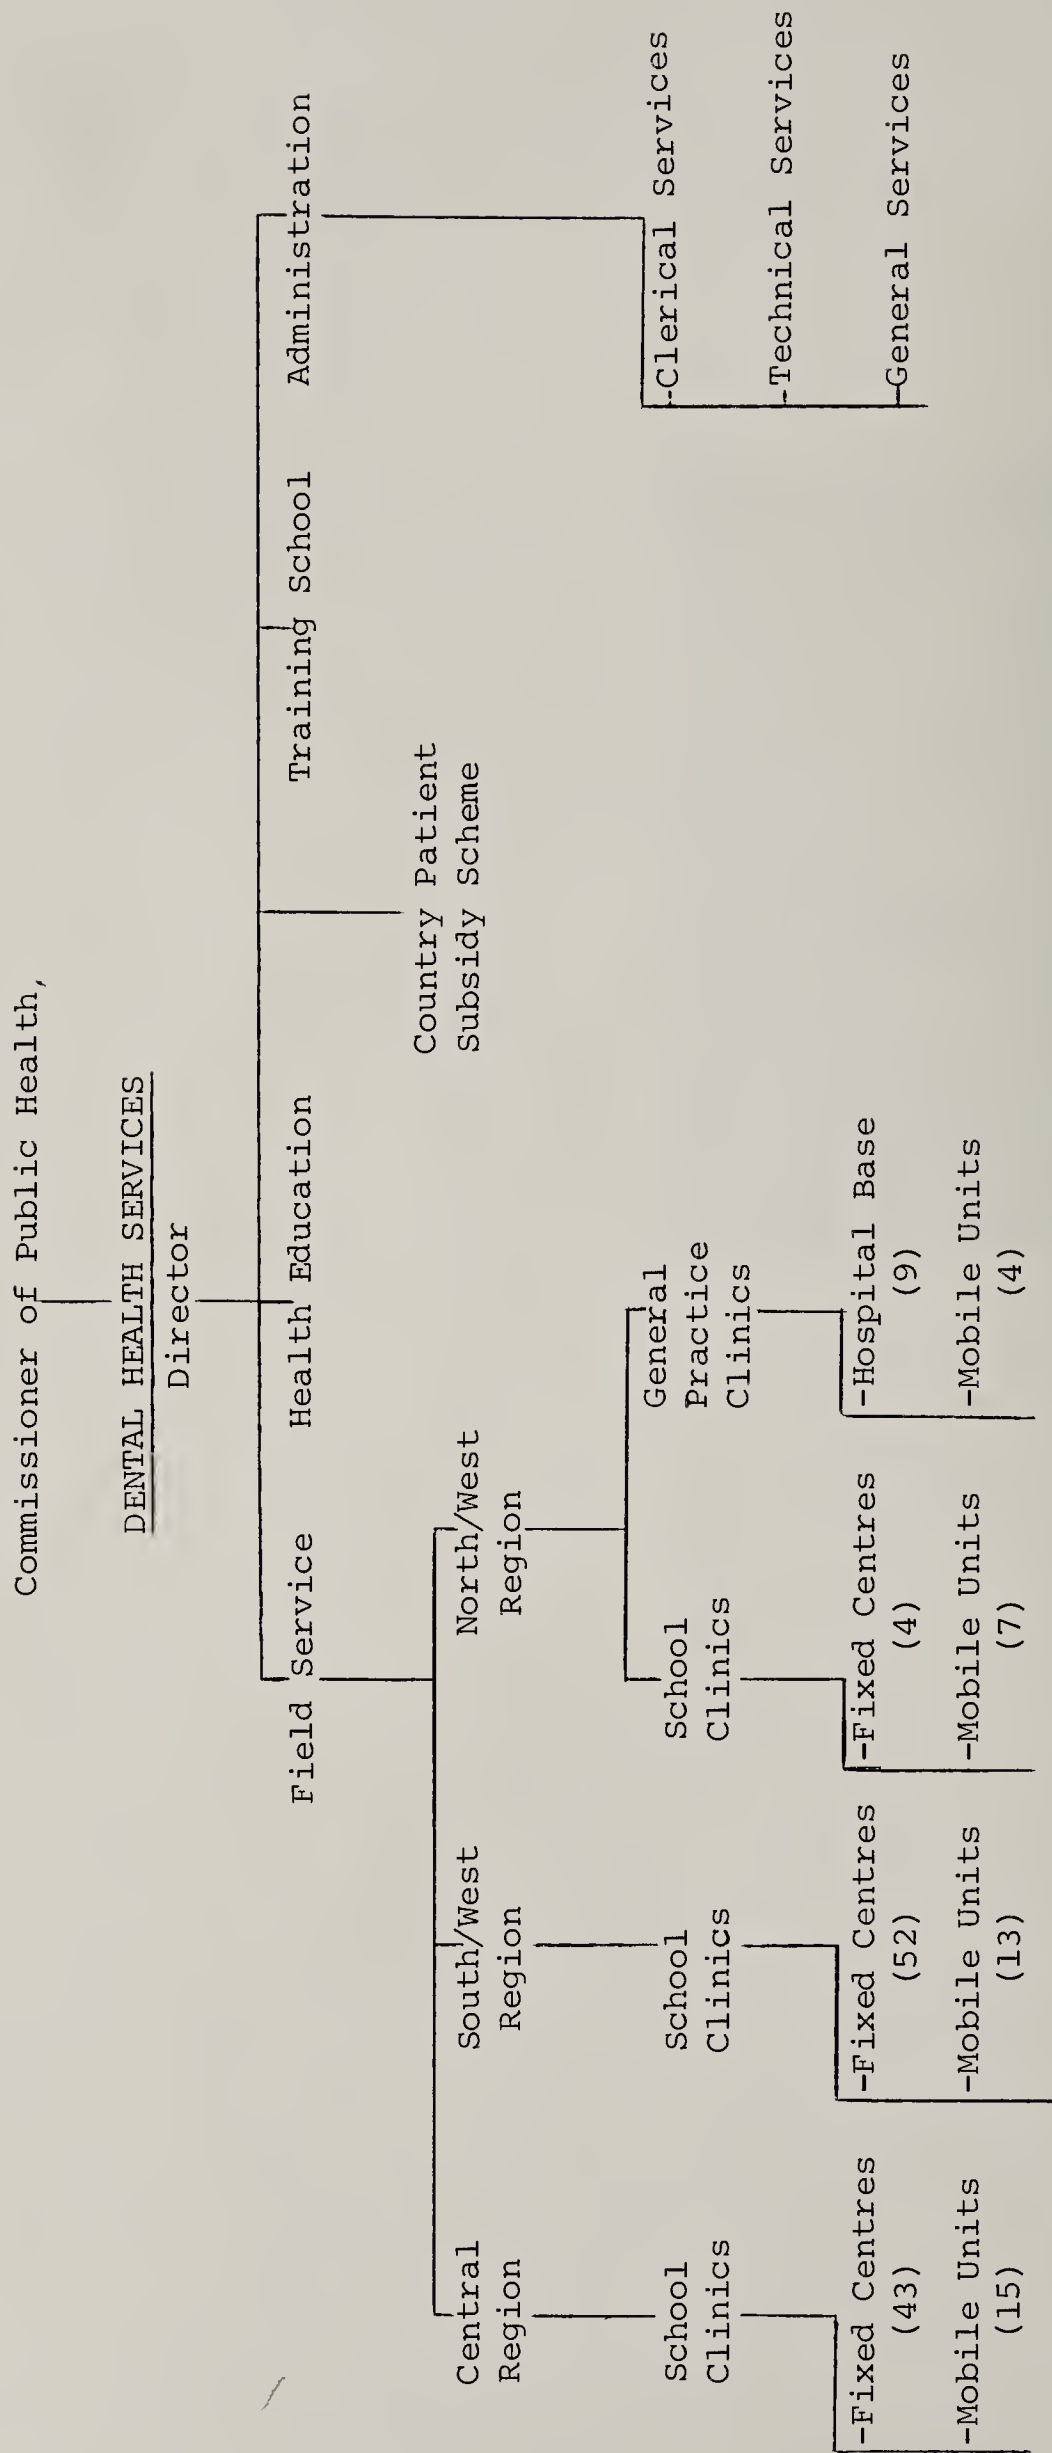 Commissioner of Public Health,
DENTAL HEALTH SERVICES
Director
Field Service
Health Education
Country Patient
Subsidy Scheme
Training School
Administration
Central
Region
South/West
Region
North/West
Region
School
Clinics
School
Clinics
School
Clinics
General
Practice
Clinics
-Fixed Centres
(43)
-Mobile Units
(15)
-Fixed Centres
(52)
-Mobile Units
(13)
-Fixed Centres
(4)
-Mobile Units
(7)
-Hospital Base
(9)
-Mobile Units
(4)
-Clerical Services
-Technical Services
-General Services